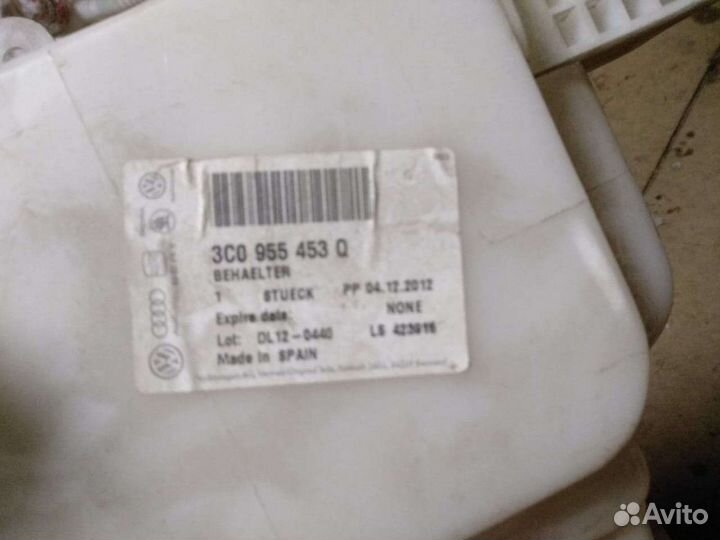 3C0 955 453 Q
BEHAELTER
1 STUECK PP 04.12.2012
Expire date: NONE
Lot: DL12-0440 LS 423916
Made in SPAIN
Avito